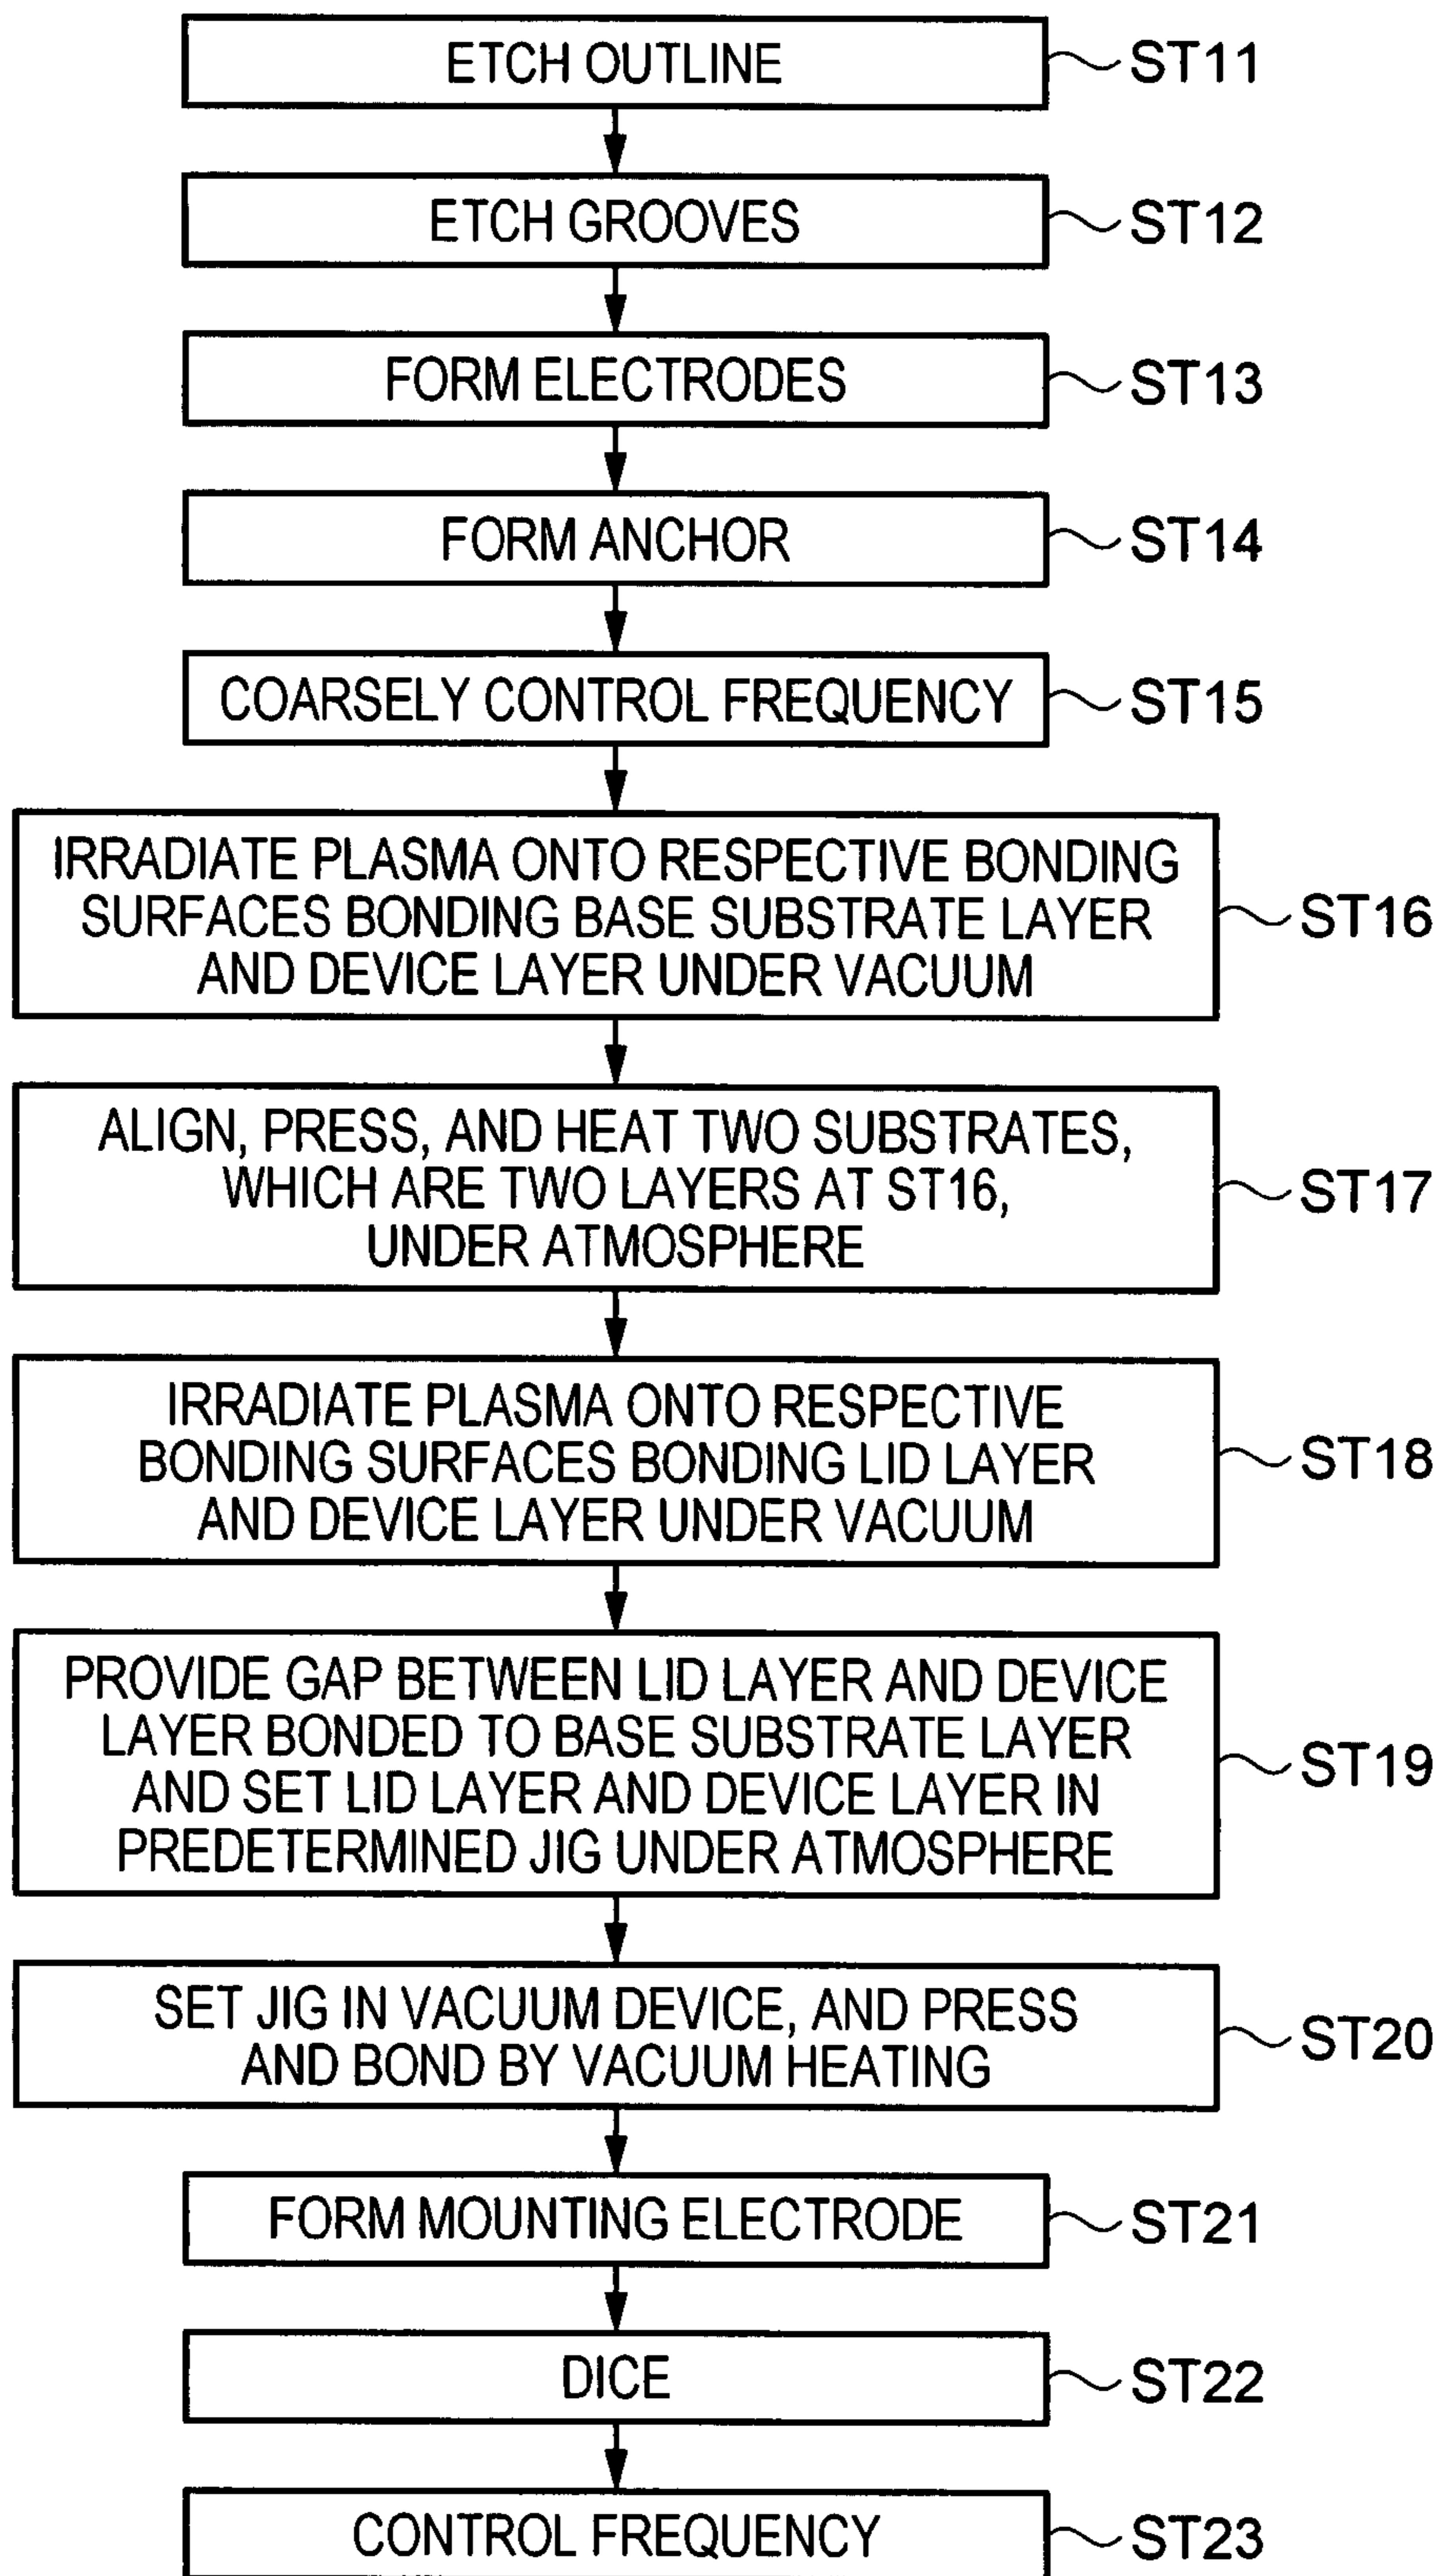 ETCH OUTLINE
ST11
ETCH GROOVES
ST12
FORM ELECTRODES
ST13
FORM ANCHOR
ST14
COARSELY CONTROL FREQUENCY
ST15
IRRADIATE PLASMA ONTO RESPECTIVE BONDING
SURFACES BONDING BASE SUBSTRATE LAYER
AND DEVICE LAYER UNDER VACUUM
ST16
ALIGN, PRESS, AND HEAT TWO SUBSTRATES,
WHICH ARE TWO LAYERS AT ST16,
UNDER ATMOSPHERE
ST17
IRRADIATE PLASMA ONTO RESPECTIVE
BONDING SURFACES BONDING LID LAYER
AND DEVICE LAYER UNDER VACUUM
ST18
PROVIDE GAP BETWEEN LID LAYER AND DEVICE
LAYER BONDED TO BASE SUBSTRATE LAYER
AND SET LID LAYER AND DEVICE LAYER IN
PREDETERMINED JIG UNDER ATMOSPHERE
ST19
SET JIG IN VACUUM DEVICE, AND PRESS
AND BOND BY VACUUM HEATING
ST20
FORM MOUNTING ELECTRODE
ST21
DICE
ST22
CONTROL FREQUENCY
ST23